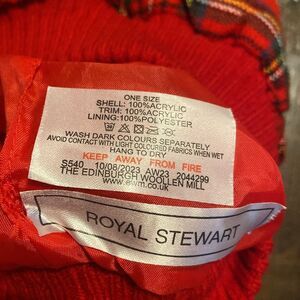 ONE SIZE
SHELL: 100%ACRYLIC
TRIM: 100%ACRYLIC
LINING:100%POLYESTER
WASH DARK COLOURS SEPARATELY
AVOID CONTACT WITH LIGHT COLOURED FABRICS WHEN WET
HANG TO DRY
KEEP AWAY FROM FIRE
S540 10/08/2023 AW23 2044299
THE EDINBURGH WOOLLEN MILL
www.ewm.co.uk
ROYAL STEWART